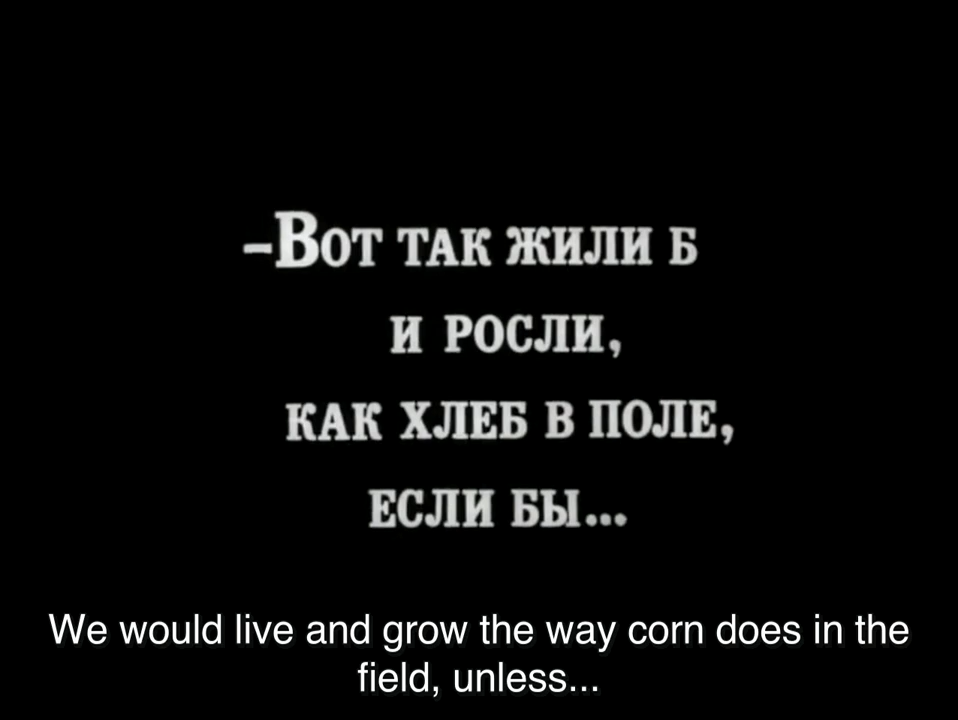 –Вот так жили б
и росли,
как хлеб в поле,
если бы...
We would live and grow the way corn does in the
field, unless...